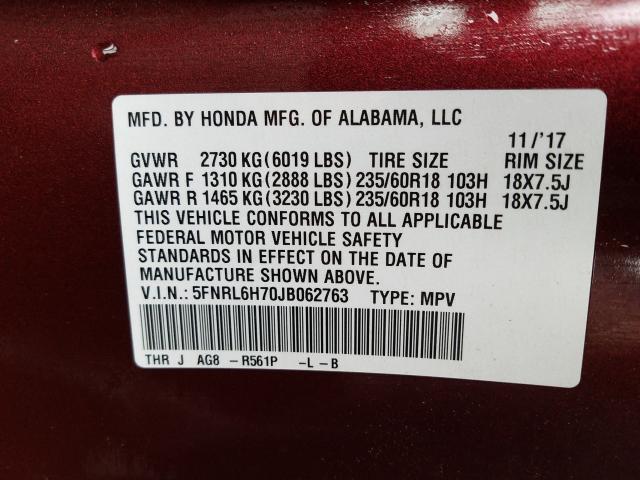 MFD. BY HONDA MFG. OF ALABAMA, LLC
11/'17
GVWR 2730 KG(6019 LBS) TIRE SIZE RIM SIZE
GAWR F 1310 KG(2888 LBS) 235/60R18 103H 18X7.5J
GAWR R 1465 KG(3230 LBS) 235/60R18 103H 18X7.5J
THIS VEHICLE CONFORMS TO ALL APPLICABLE
FEDERAL MOTOR VEHICLE SAFETY
STANDARDS IN EFFECT ON THE DATE OF
MANUFACTURE SHOWN ABOVE.
V.I.N.: 5FNRL6H70JB062763 TYPE: MPV
THR J AG8 - R561P -L-B